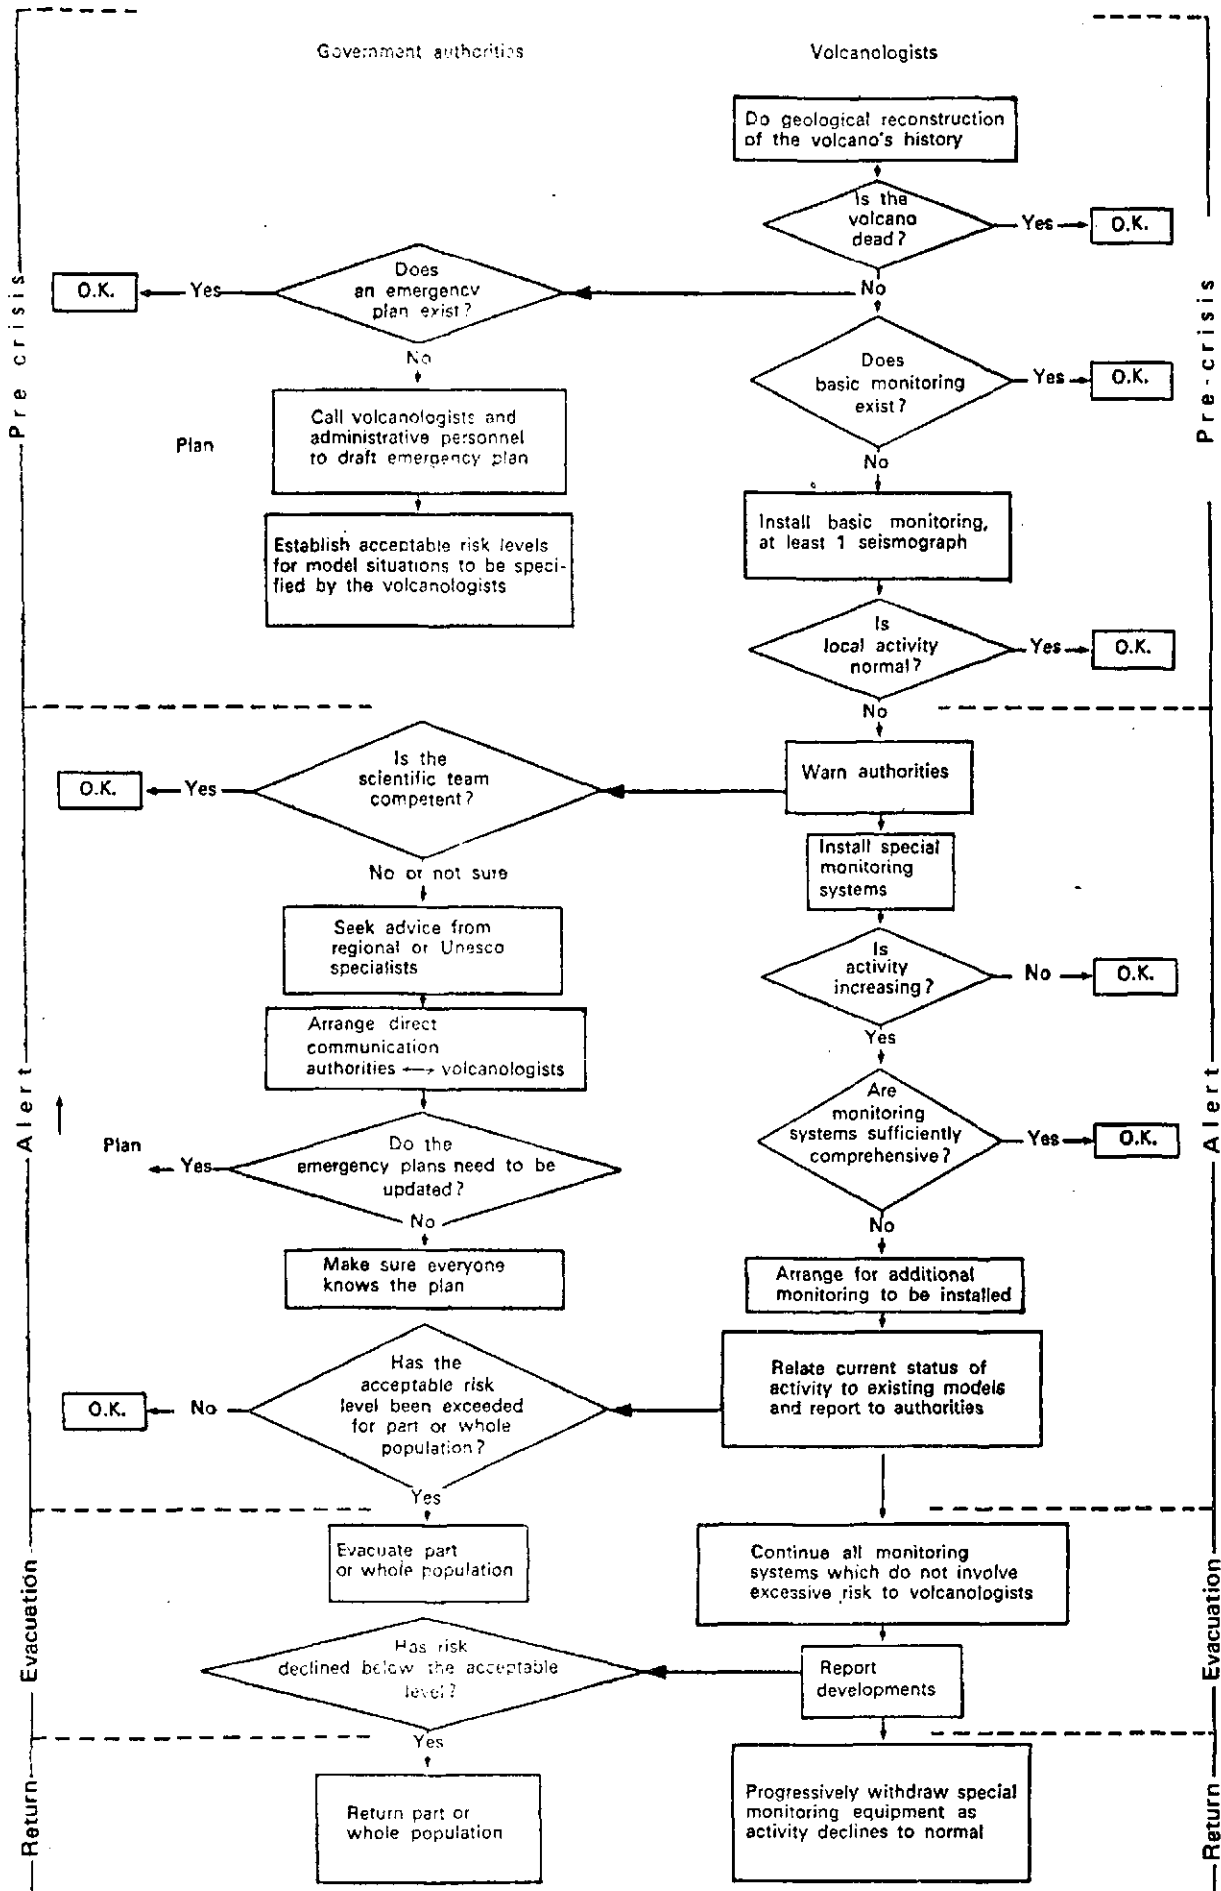 Government authorities
Volcanologists
Do geological reconstruction
of the volcano's history
Is the
volcano
dead?
Yes
O.K.
No
Does
an emergency
plan exist?
Yes
O.K.
No
Does
basic monitoring
exist?
Yes
O.K.
No
Plan
Call volcanologists and
administrative personnel
to draft emergency plan
Establish acceptable risk levels
for model situations to be speci-
fied by the volcanologists
Install basic monitoring,
at least 1 seismograph
Is
local activity
normal?
Yes
O.K.
No
Pre crisis
Pre-crisis
Warn authorities
Is the
scientific team
competent?
Yes
O.K.
No or not sure
Install special
monitoring
systems
Seek advice from
regional or Unesco
specialists
Is
activity
increasing?
No
O.K.
Yes
Arrange direct
communication
authorities ←→ volcanologists
Are
monitoring
systems sufficiently
comprehensive?
Yes
O.K.
No
Do the
emergency plans need to be
updated?
Yes
Plan
No
Make sure everyone
knows the plan
Arrange for additional
monitoring to be installed
Relate current status of
activity to existing models
and report to authorities
Has the
acceptable risk
level been exceeded
for part or whole
population?
No
O.K.
Yes
Alert
Alert
Evacuate part
or whole population
Continue all monitoring
systems which do not involve
excessive risk to volcanologists
Has risk
declined below the acceptable
level?
Report
developments
Yes
Evacuation
Evacuation
Return part or
whole population
Progressively withdraw special
monitoring equipment as
activity declines to normal
Return
Return